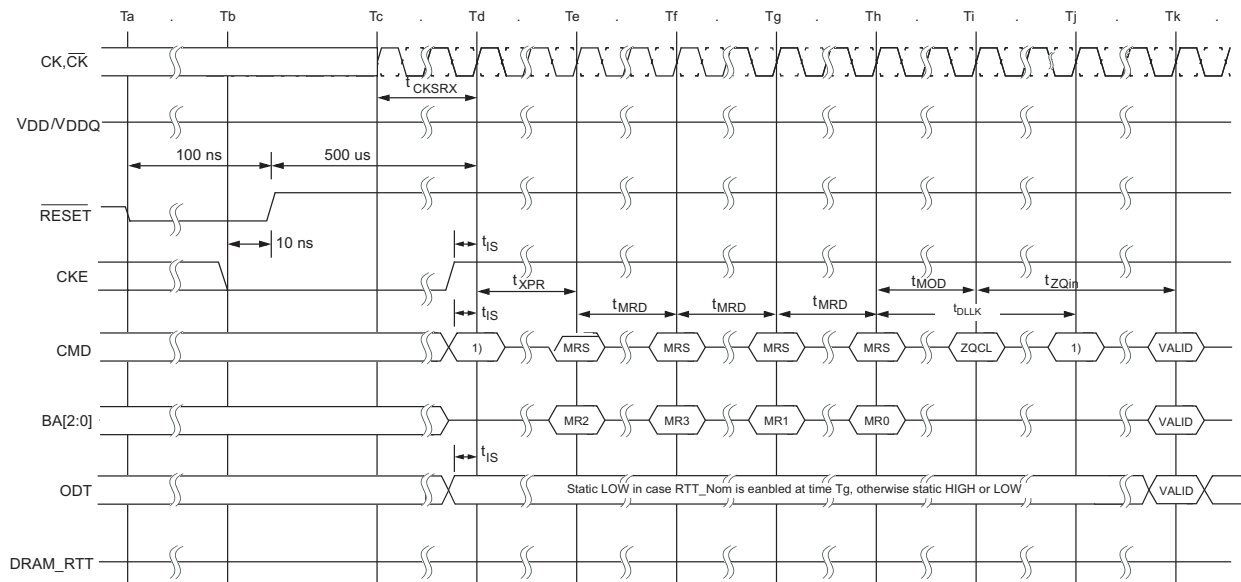 Ta . Tb . Tc . Td . Te . Tf . Tg . Th . Ti . Tj . Tk .
CK,C̅K̅
tCKSRX
VDD/VDDQ
100 ns 500 us
R̅E̅S̅E̅T̅
10 ns tIS
CKE
tXPR tMOD tZQin
tMRD tMRD tMRD tDLLK
tIS
CMD 1) MRS MRS MRS MRS ZQCL 1) VALID
BA[2:0] MR2 MR3 MR1 MR0 VALID
tIS
ODT Static LOW in case RTT_Nom is eanbled at time Tg, otherwise static HIGH or LOW VALID
DRAM_RTT